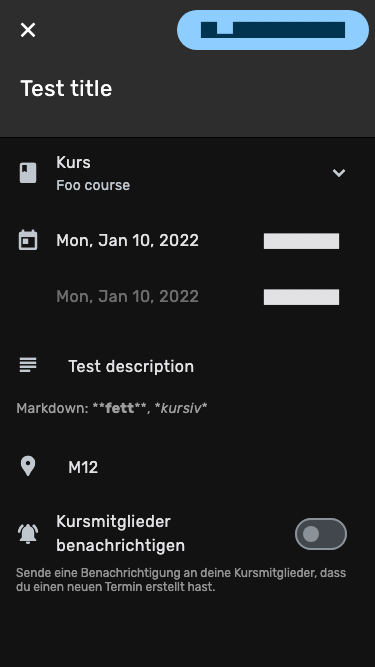 Test title
Kurs
Foo course
Mon, Jan 10, 2022
Mon, Jan 10, 2022
Test description
Markdown: **fett**, *kursiv*
M12
Kursmitglieder
benachrichtigen
Sende eine Benachrichtigung an deine Kursmitglieder, dass
du einen neuen Termin erstellt hast.